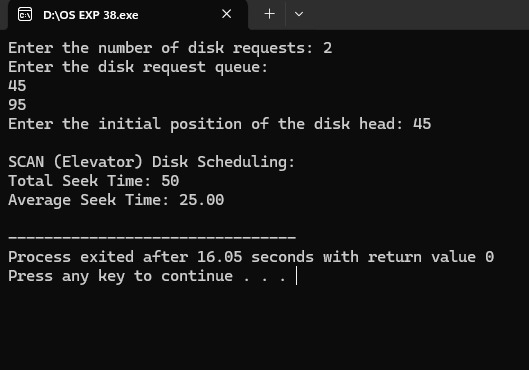 D:\OS EXP 38.exe
Enter the number of disk requests: 2
Enter the disk request queue:
45
95
Enter the initial position of the disk head: 45
SCAN (Elevator) Disk Scheduling:
Total Seek Time: 50
Average Seek Time: 25.00
--------------------------------
Process exited after 16.05 seconds with return value 0
Press any key to continue . . .